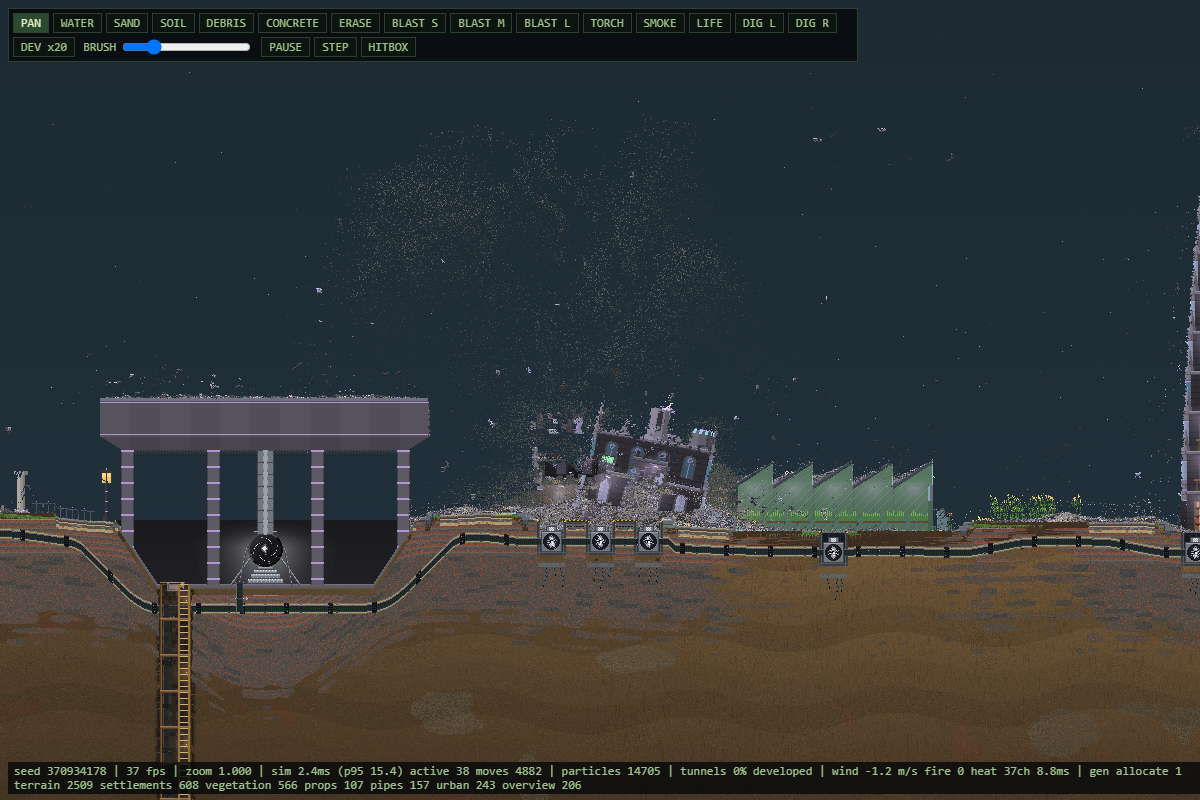 PAN WATER SAND SOIL DEBRIS CONCRETE ERASE BLAST S BLAST M BLAST L TORCH SMOKE LIFE DIG L DIG R
DEV x20 BRUSH PAUSE STEP HITBOX
seed 370934178 | 37 fps | zoom 1.000 | sim 2.4ms (p95 15.4) active 38 moves 4882 | particles 14705 | tunnels 0% developed | wind -1.2 m/s fire 0 heat 37ch 8.8ms | gen allocate 1
terrain 2509 settlements 608 vegetation 566 props 107 pipes 157 urban 243 overview 206